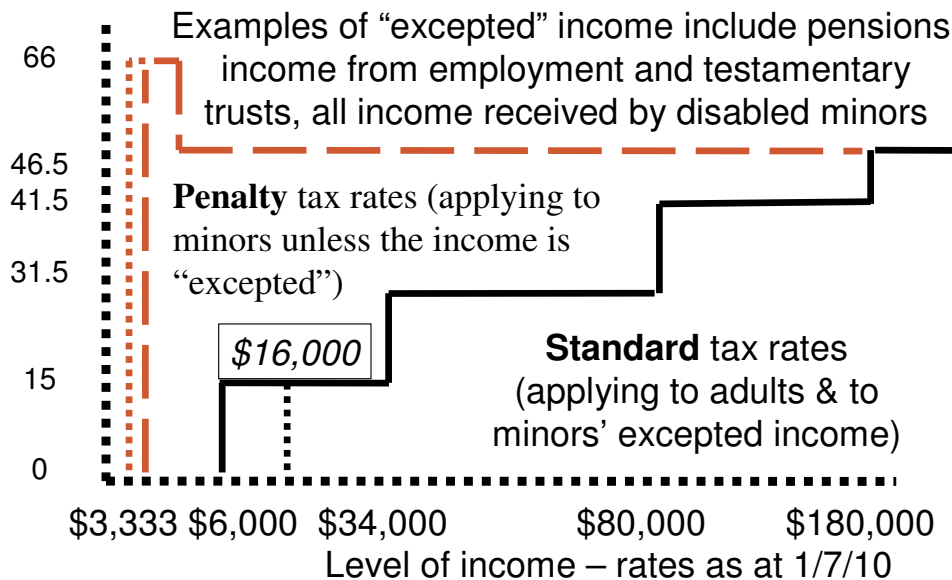 Examples of “excepted” income include pensions
income from employment and testamentary
trusts, all income received by disabled minors
66
46.5
41.5
31.5
15
0
Penalty tax rates (applying to
minors unless the income is
“excepted”)
$16,000
Standard tax rates
(applying to adults & to
minors’ excepted income)
$3,333 $6,000 $34,000 $80,000 $180,000
Level of income – rates as at 1/7/10